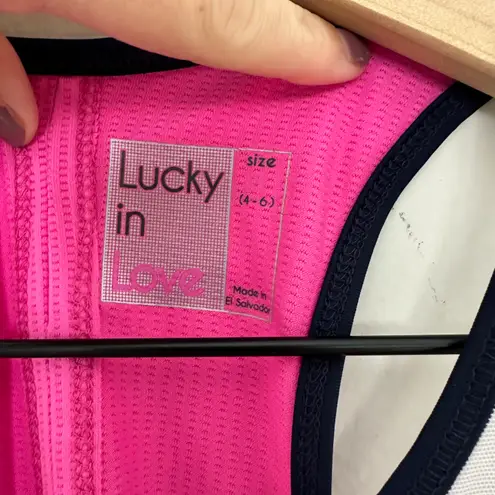 Lucky
in
Love
size
(4-6)
Made in
El Salvador